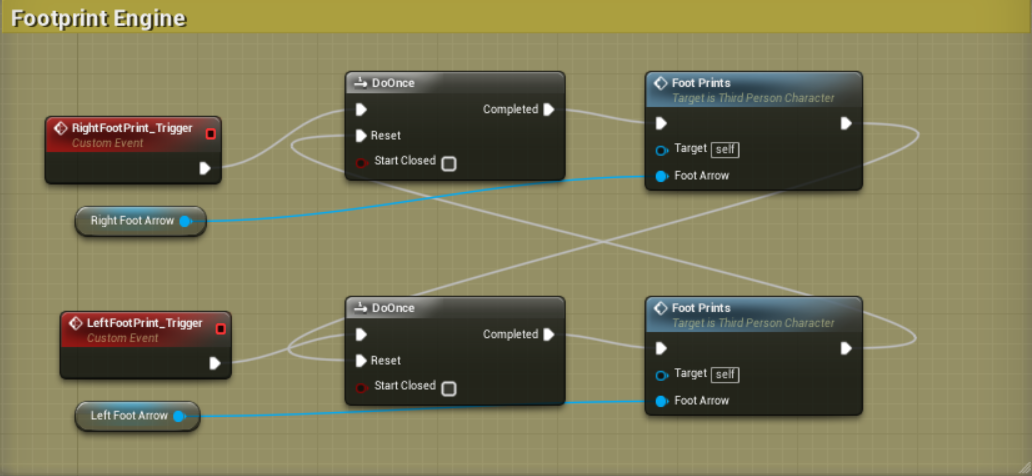 Footprint Engine
DoOnce
Completed
Reset
Start Closed
Foot Prints
Target is Third Person Character
Target self
Foot Arrow
RightFootPrint_Trigger
Custom Event
Right Foot Arrow
DoOnce
Completed
Reset
Start Closed
Foot Prints
Target is Third Person Character
Target self
Foot Arrow
LeftFootPrint_Trigger
Custom Event
Left Foot Arrow